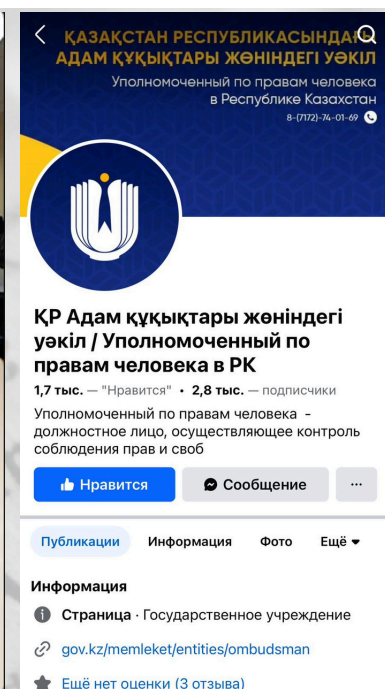 ҚАЗАҚСТАН РЕСПУБЛИКАСЫНДАҒЫ
АДАМ ҚҰҚЫҚТАРЫ ЖӨНІНДЕГІ УӘКІЛ
Уполномоченный по правам человека
в Республике Казахстан
8-(7172)-74-01-69
ҚР Адам құқықтары жөніндегі
уәкіл / Уполномоченный по
правам человека в РК
1,7 тыс. — "Нравится" • 2,8 тыс. — подписчики
Уполномоченный по правам человека -
должностное лицо, осуществляющее контроль
соблюдения прав и своб
Нравится Сообщение ...
Публикации Информация Фото Ещё
Информация
Страница · Государственное учреждение
gov.kz/memleket/entities/ombudsman
Ещё нет оценки (3 отзыва)